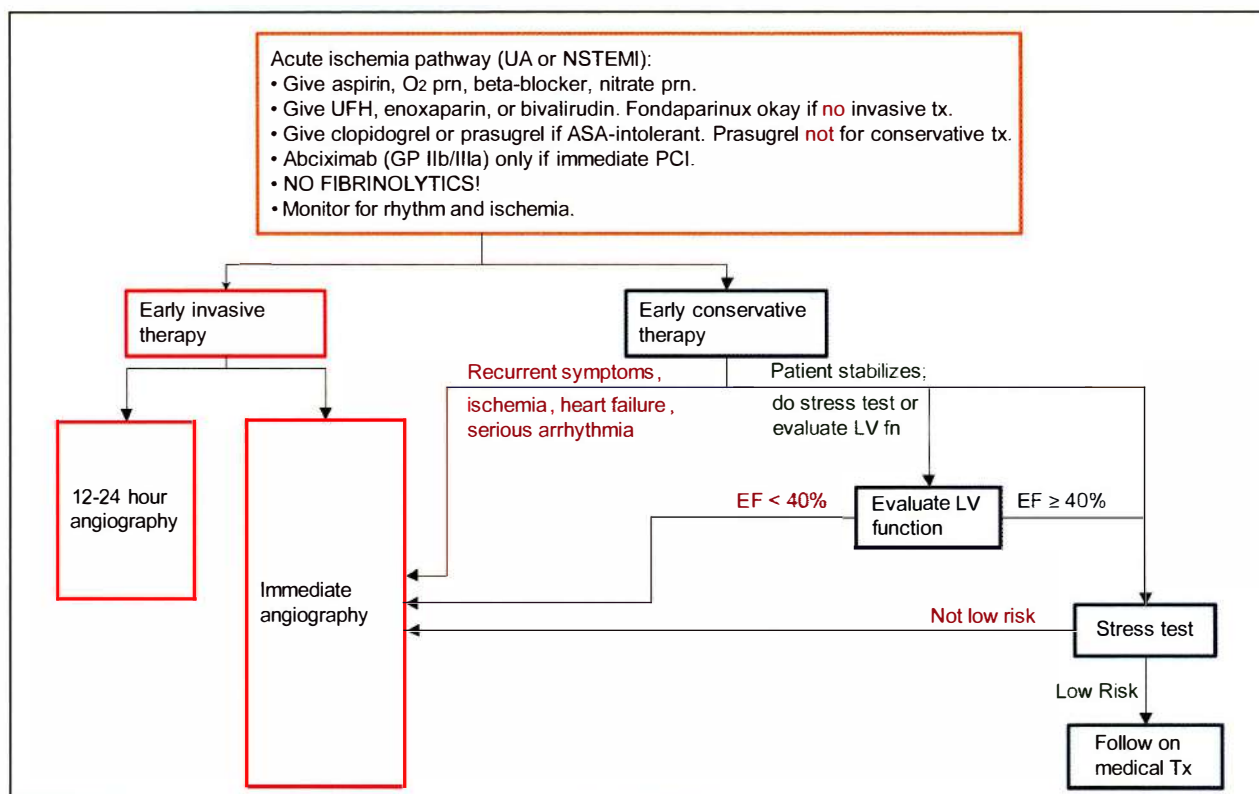 Acute ischemia pathway (UA or NSTEMI):
• Give aspirin, O2 prn, beta-blocker, nitrate prn.
• Give UFH, enoxaparin, or bivalirudin. Fondaparinux okay if no invasive tx.
• Give clopidogrel or prasugrel if ASA-intolerant. Prasugrel not for conservative tx.
• Abciximab (GP IIb/IIIa) only if immediate PCI.
• NO FIBRINOLYTICS!
• Monitor for rhythm and ischemia.
Early invasive
therapy
Early conservative
therapy
Recurrent symptoms,
ischemia, heart failure,
serious arrhythmia
Patient stabilizes;
do stress test or
evaluate LV fn
12-24 hour
angiography
EF < 40%
Evaluate LV
function
EF ≥ 40%
Immediate
angiography
Not low risk
Stress test
Low Risk
Follow on
medical Tx